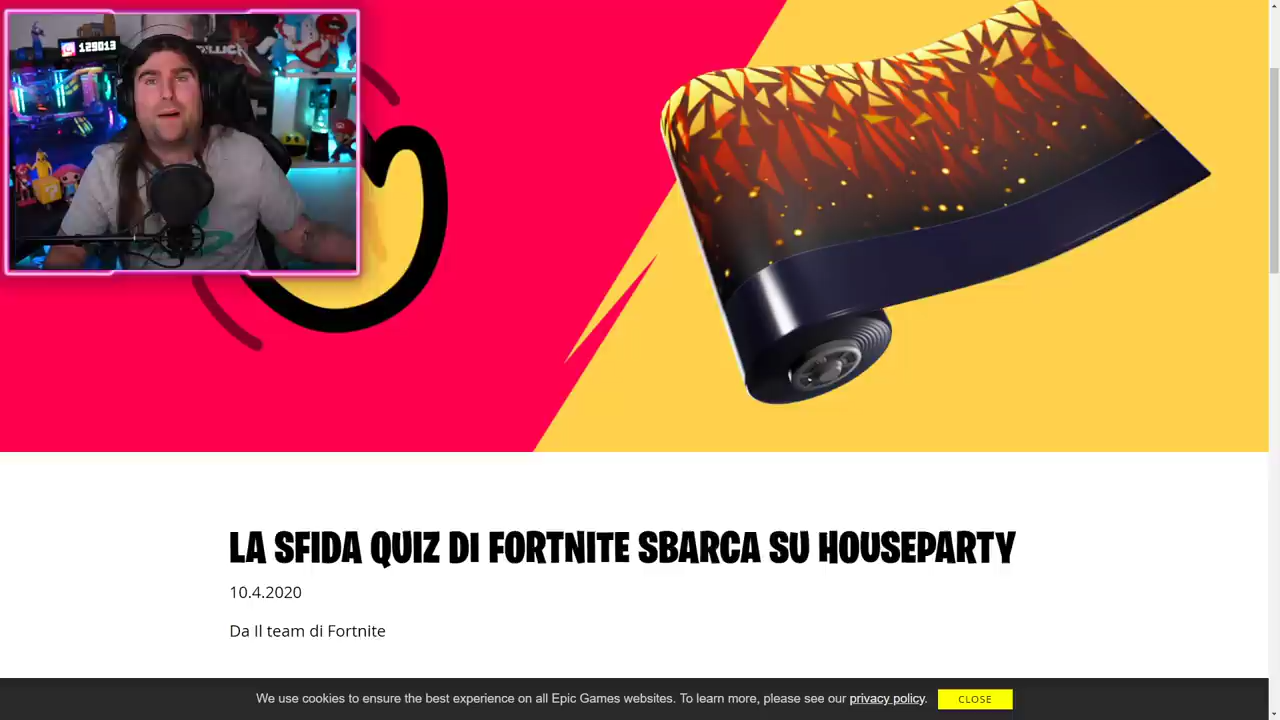 129013
LA SFIDA QUIZ DI FORTNITE SBARCA SU HOUSEPARTY
10.4.2020
Da Il team di Fortnite
We use cookies to ensure the best experience on all Epic Games websites. To learn more, please see our privacy policy. CLOSE